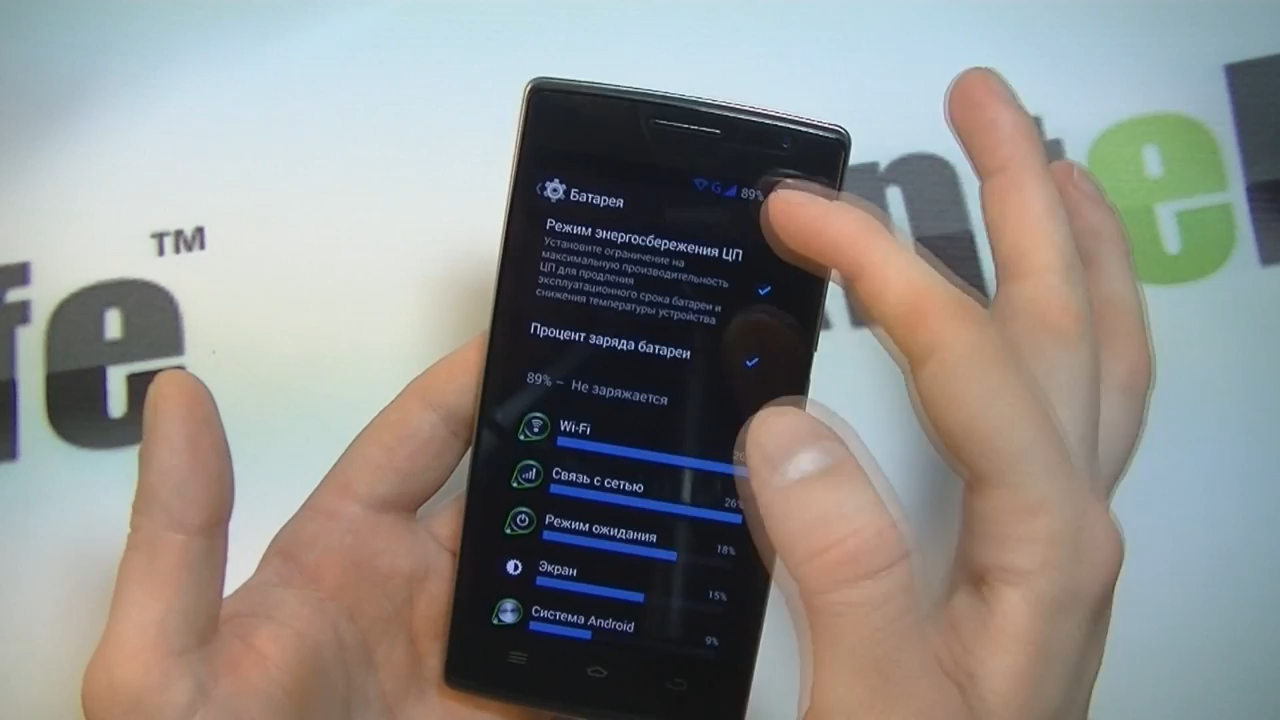 fe™
G 89%
Батарея
Режим энергосбережения ЦП
Установите ограничение на
максимальную производительность
ЦП для продления
эксплуатационного срока батареи и
снижения температуры устройства
Процент заряда батареи
89% – Не заряжается
Wi-Fi
Связь с сетью
26%
Режим ожидания
18%
Экран
15%
Система Android
9%